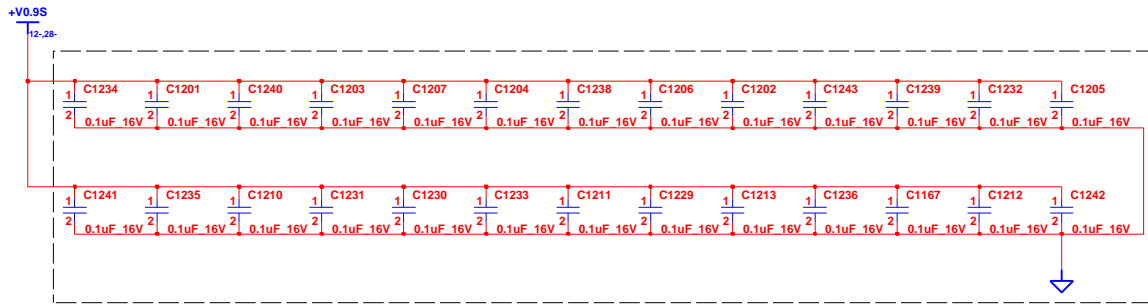 +V0.9S
12-,28-
C1234 C1201 C1240 C1203 C1207 C1204 C1238 C1206 C1202 C1243 C1239 C1232 C1205
1 1 1 1 1 1 1 1 1 1 1 1 1
2 2 2 2 2 2 2 2 2 2 2 2 2
0.1uF_16V 0.1uF_16V 0.1uF_16V 0.1uF_16V 0.1uF_16V 0.1uF_16V 0.1uF_16V 0.1uF_16V 0.1uF_16V 0.1uF_16V 0.1uF_16V 0.1uF_16V 0.1uF_16V
C1241 C1235 C1210 C1231 C1230 C1233 C1211 C1229 C1213 C1236 C1167 C1212 C1242
1 1 1 1 1 1 1 1 1 1 1 1 1
2 2 2 2 2 2 2 2 2 2 2 2 2
0.1uF_16V 0.1uF_16V 0.1uF_16V 0.1uF_16V 0.1uF_16V 0.1uF_16V 0.1uF_16V 0.1uF_16V 0.1uF_16V 0.1uF_16V 0.1uF_16V 0.1uF_16V 0.1uF_16V